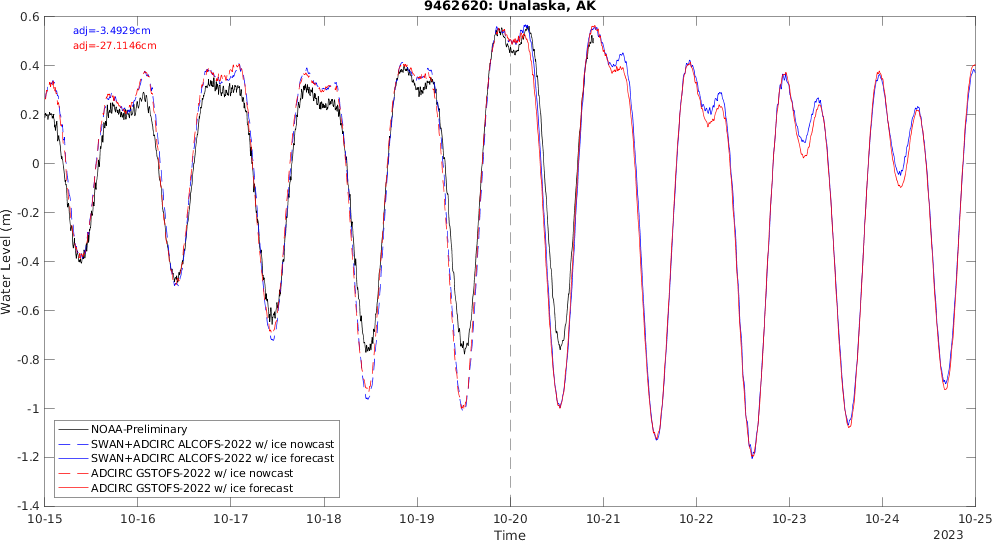 9462620: Unalaska, AK
adj=-3.4929cm
adj=-27.1146cm
0.6
0.4
0.2
0
-0.2
-0.4
-0.6
-0.8
-1
-1.2
-1.4
Water Level (m)
NOAA-Preliminary
SWAN+ADCIRC ALCOFS-2022 w/ ice nowcast
SWAN+ADCIRC ALCOFS-2022 w/ ice forecast
ADCIRC GSTOFS-2022 w/ ice nowcast
ADCIRC GSTOFS-2022 w/ ice forecast
10-15 10-16 10-17 10-18 10-19 10-20 10-21 10-22 10-23 10-24 10-25
Time
2023